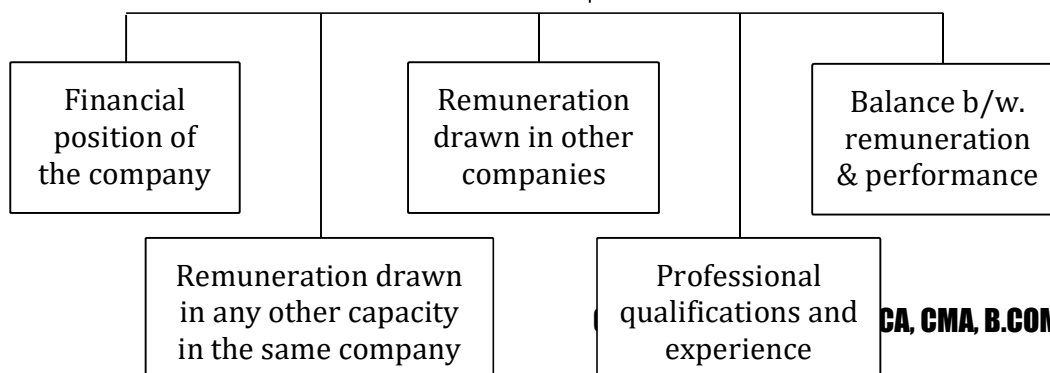 Financial
position of
the company
Remuneration
drawn in other
companies
Balance b/w.
remuneration
& performance
Remuneration drawn
in any other capacity
in the same company
Professional
qualifications and
experience
CA, CMA, B.COM